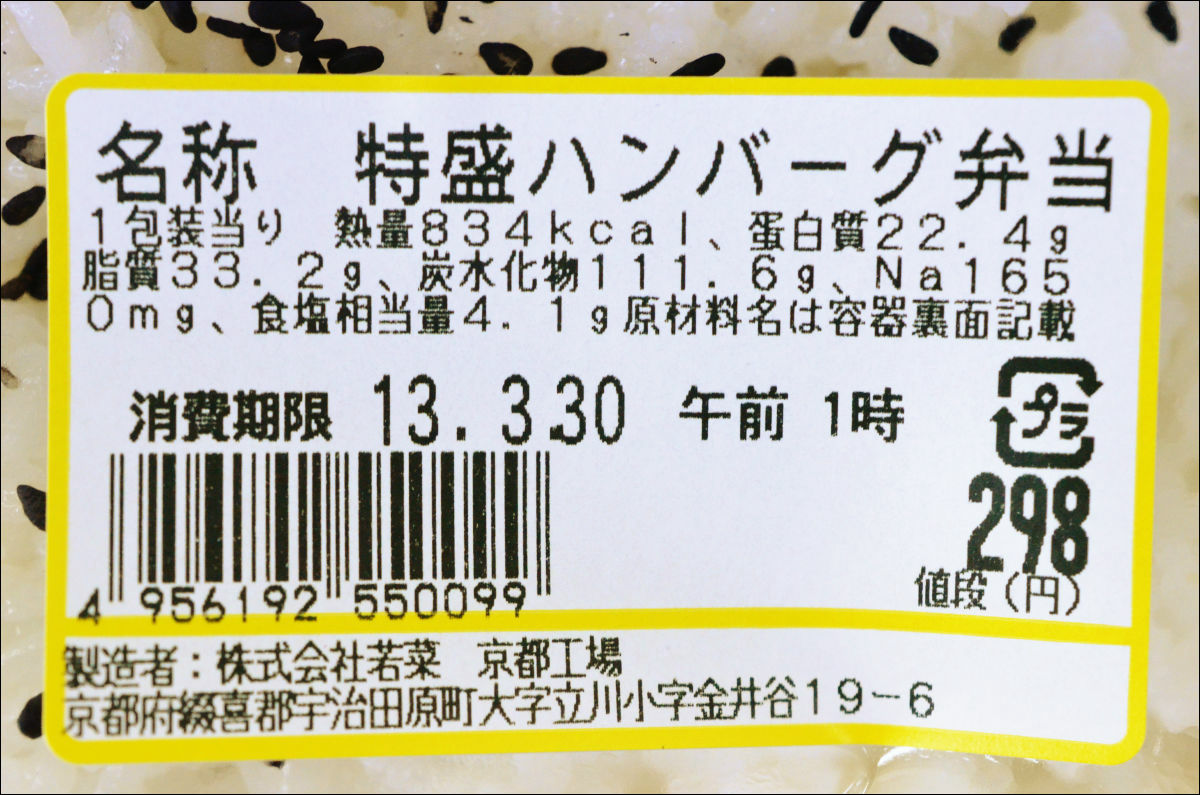 名称　特盛ハンバーグ弁当
1包装当り　熱量834kcal、蛋白質22.4g
脂質33.2g、炭水化物111.6g、Na165
0mg、食塩相当量4.1g原材料名は容器裏面記載
消費期限 13.3.30 午前 1時
プラ
298
値段(円)
4 956192 550099
製造者：株式会社若菜　京都工場
京都府綴喜郡宇治田原町大字立川小字金井谷19-6